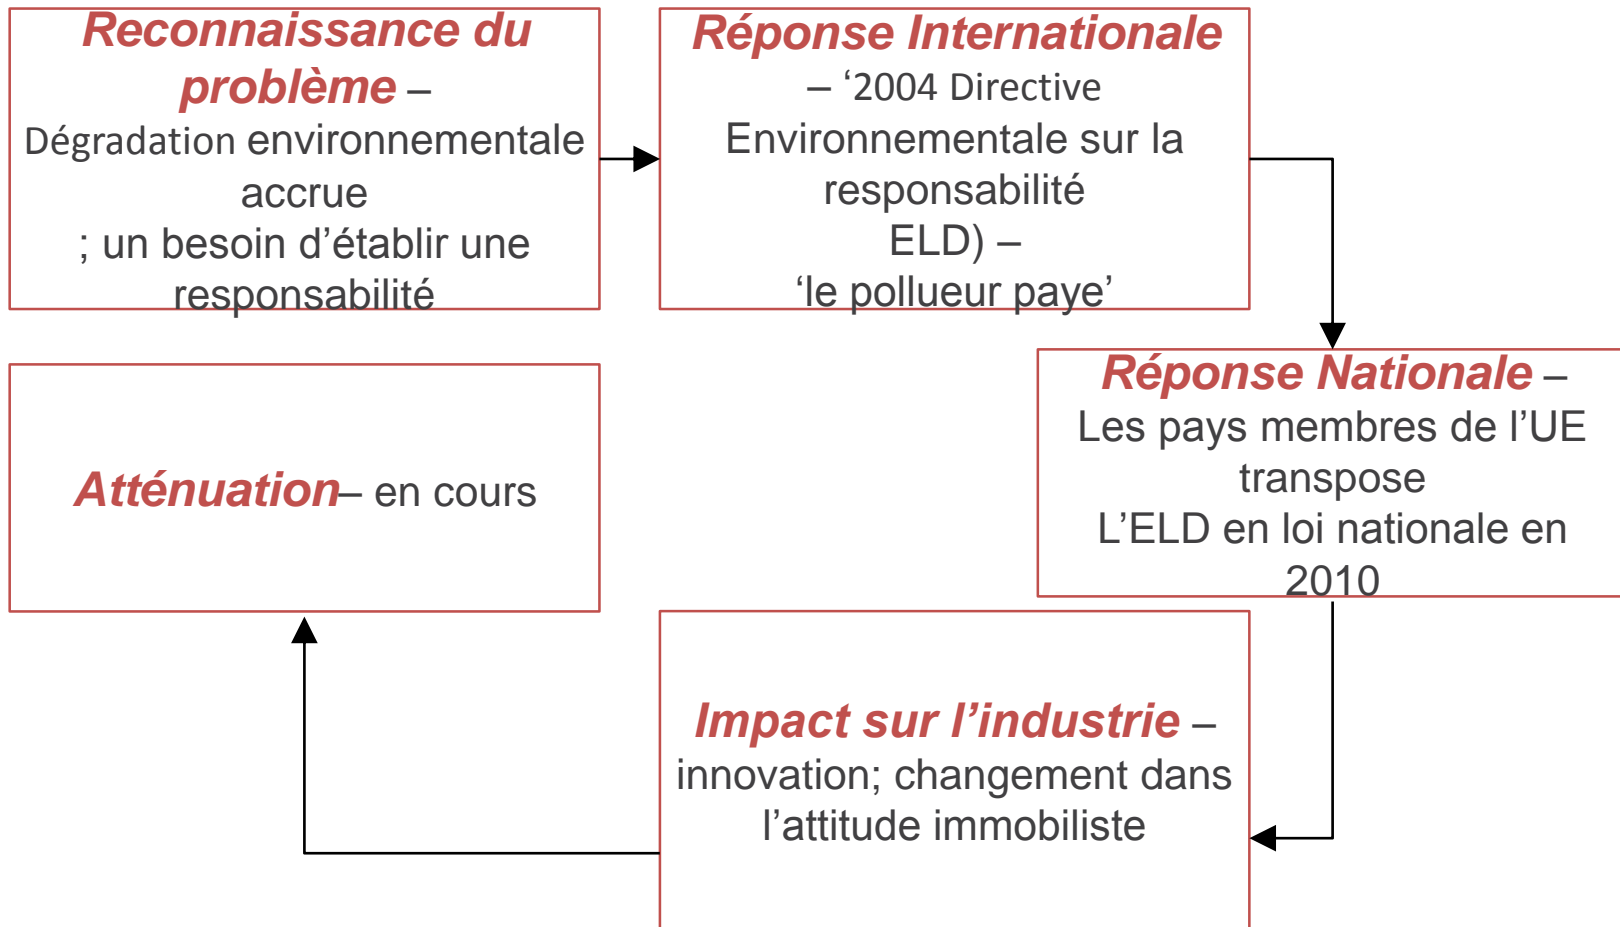 Reconnaissance du
problème –
Dégradation environnementale
accrue
; un besoin d’établir une
responsabilité
Réponse Internationale
– ‘2004 Directive
Environnementale sur la
responsabilité
ELD) –
‘le pollueur paye’
Réponse Nationale –
Les pays membres de l’UE
transpose
L’ELD en loi nationale en
2010
Impact sur l’industrie –
innovation; changement dans
l’attitude immobiliste
Atténuation– en cours